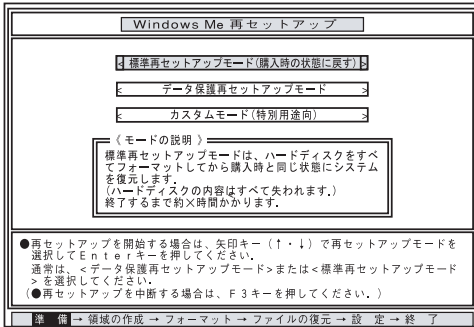 Windows Me 再セットアップ
< 標準再セットアップモード(購入時の状態に戻す) >
< データ保護再セットアップモード >
< カスタムモード(特別用途向) >
《 モードの説明 》
標準再セットアップモードは、ハードディスクをすべ
てフォーマットしてから購入時と同じ状態にシステム
を復元します.
(ハードディスクの内容はすべて失われます.)
終了するまで約×時間かかります.
●再セットアップを開始する場合は、矢印キー(↑・↓)で再セットアップモードを
選択してEnterキーを押してください.
通常は、<データ保護再セットアップモード>または<標準再セットアップモード
>を選択してください.
(●再セットアップを中断する場合は、F3キーを押してください.)
準 備 → 領域の作成 → フォーマット → ファイルの復元 → 設 定 → 終 了